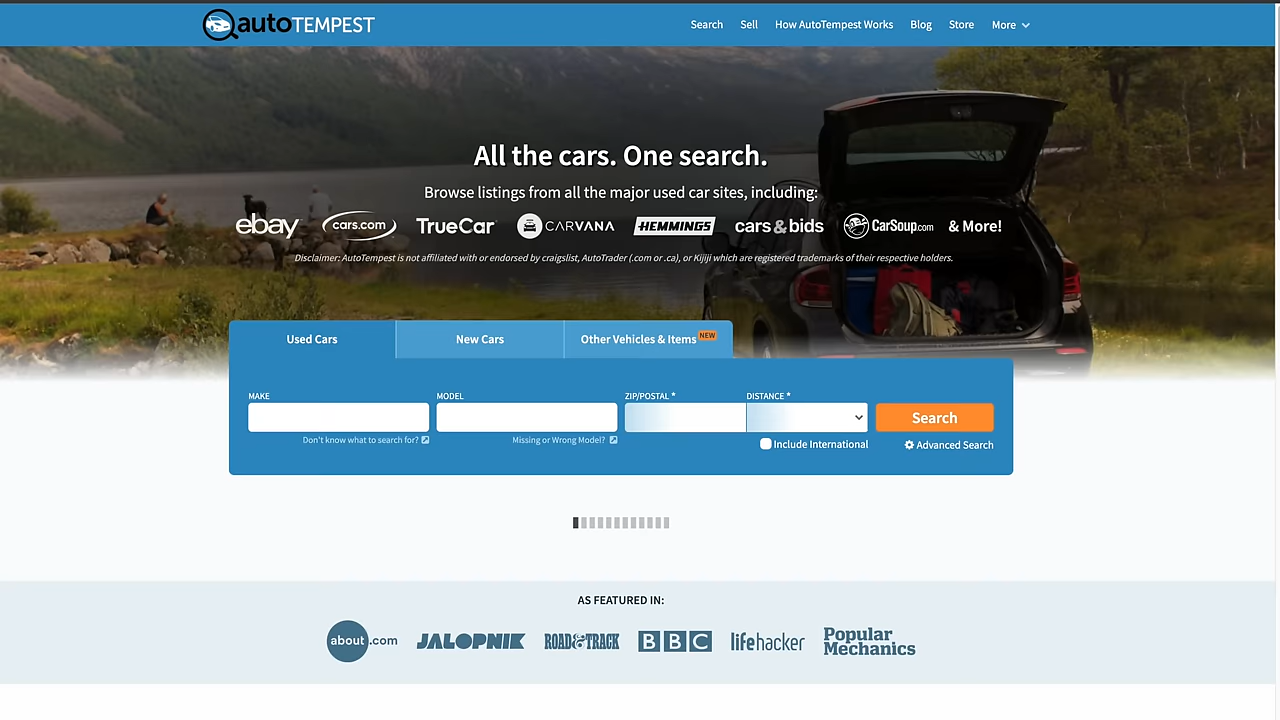 autoTEMPEST
Search Sell How AutoTempest Works Blog Store More
All the cars. One search.
Browse listings from all the major used car sites, including:
ebay cars.com TrueCar CARVANA HEMMINGS cars&bids CarSoup.com & More!
Disclaimer: AutoTempest is not affiliated with or endorsed by craigslist, AutoTrader (.com or .ca), or Kijiji which are registered trademarks of their respective holders.
Used Cars New Cars Other Vehicles & Items NEW
MAKE MODEL ZIP/POSTAL * DISTANCE *
Search
Don't know what to search for? Missing or Wrong Model? Include International Advanced Search
AS FEATURED IN:
about.com JALOPNIK ROAD&TRACK BBC lifehacker Popular Mechanics